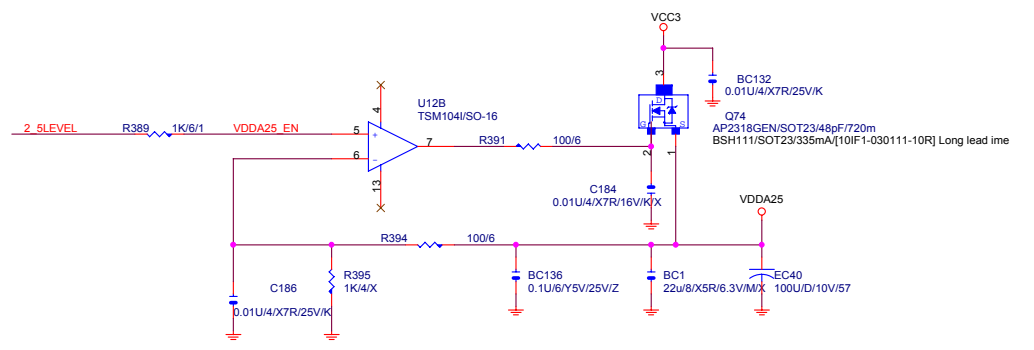 VCC3
3
BC132
0.01U/4/X7R/25V/K
D
G
S
Q74
AP2318GEN/SOT23/48pF/720m
BSH111/SOT23/335mA/[10IF1-030111-10R] Long lead ime
2
1
U12B
TSM104I/SO-16
4
2_5LEVEL
R389
1K/6/1
VDDA25_EN
5
+
6
-
7
13
R391
100/6
C184
0.01U/4/X7R/16V/K/X
VDDA25
R394
100/6
C186
0.01U/4/X7R/25V/K
R395
1K/4/X
BC136
0.1U/6/Y5V/25V/Z
BC1
22u/8/X5R/6.3V/M/X
EC40
100U/D/10V/57